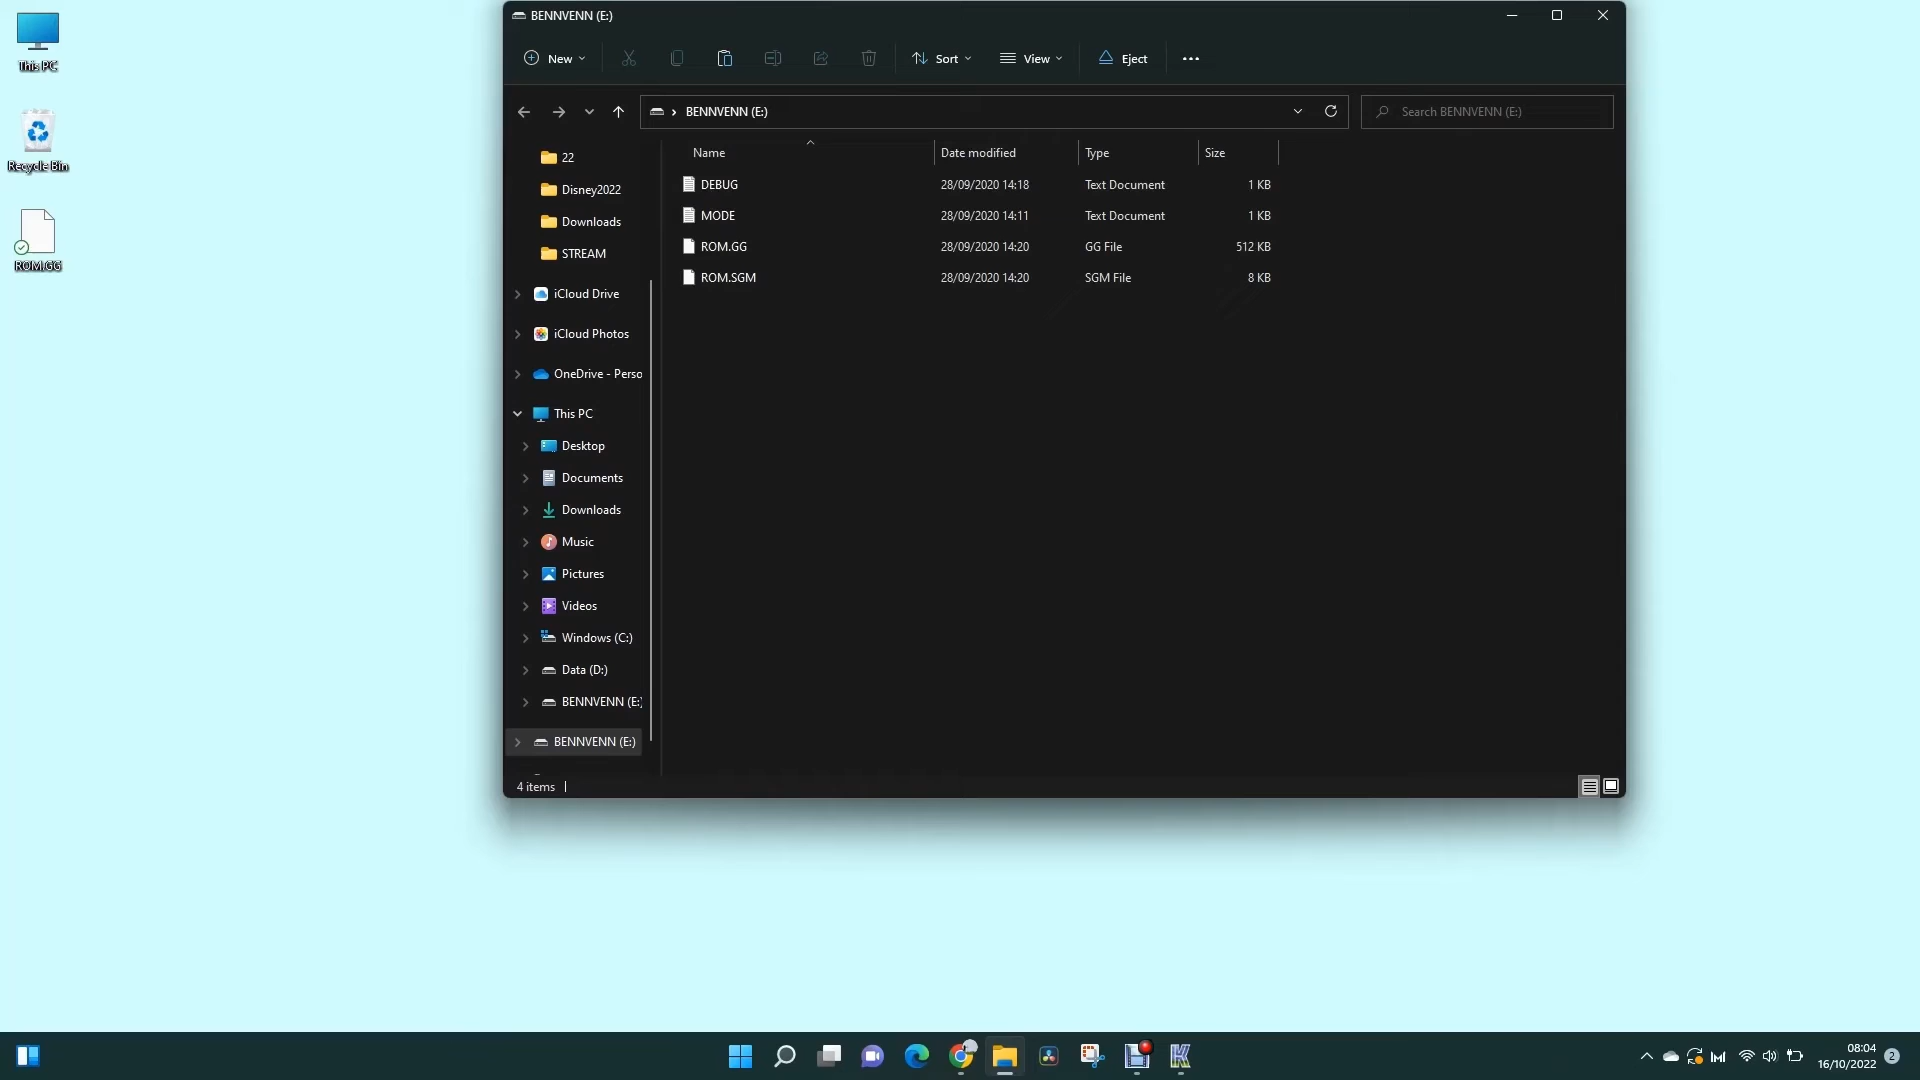 This PC
Recycle Bin
ROM.GG
BENNVENN (E:)
New
Sort
View
Eject
BENNVENN (E:)
Search BENNVENN (E:)
Name Date modified Type Size
DEBUG 28/09/2020 14:18 Text Document 1 KB
MODE 28/09/2020 14:11 Text Document 1 KB
ROM.GG 28/09/2020 14:20 GG File 512 KB
ROM.SGM 28/09/2020 14:20 SGM File 8 KB
22
Disney2022
Downloads
STREAM
iCloud Drive
iCloud Photos
OneDrive - Perso
This PC
Desktop
Documents
Downloads
Music
Pictures
Videos
Windows (C:)
Data (D:)
BENNVENN (E:)
BENNVENN (E:)
4 items
08:04
16/10/2022
2